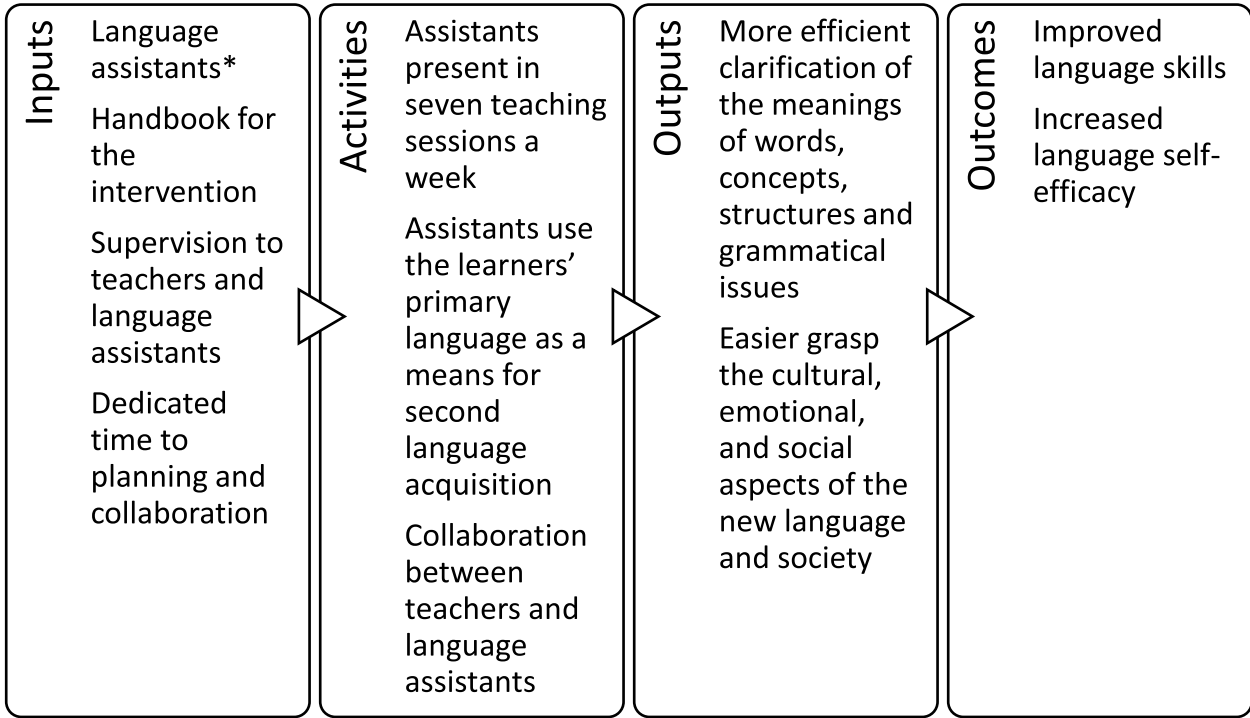 Inputs
Language
assistants*
Handbook for
the
intervention
Supervision to
teachers and
language
assistants
Dedicated
time to
planning and
collaboration
Activities
Assistants
present in
seven teaching
sessions a
week
Assistants use
the learners’
primary
language as a
means for
second
language
acquisition
Collaboration
between
teachers and
language
assistants
Outputs
More efficient
clarification of
the meanings
of words,
concepts,
structures and
grammatical
issues
Easier grasp
the cultural,
emotional,
and social
aspects of the
new language
and society
Outcomes
Improved
language skills
Increased
language self-
efficacy